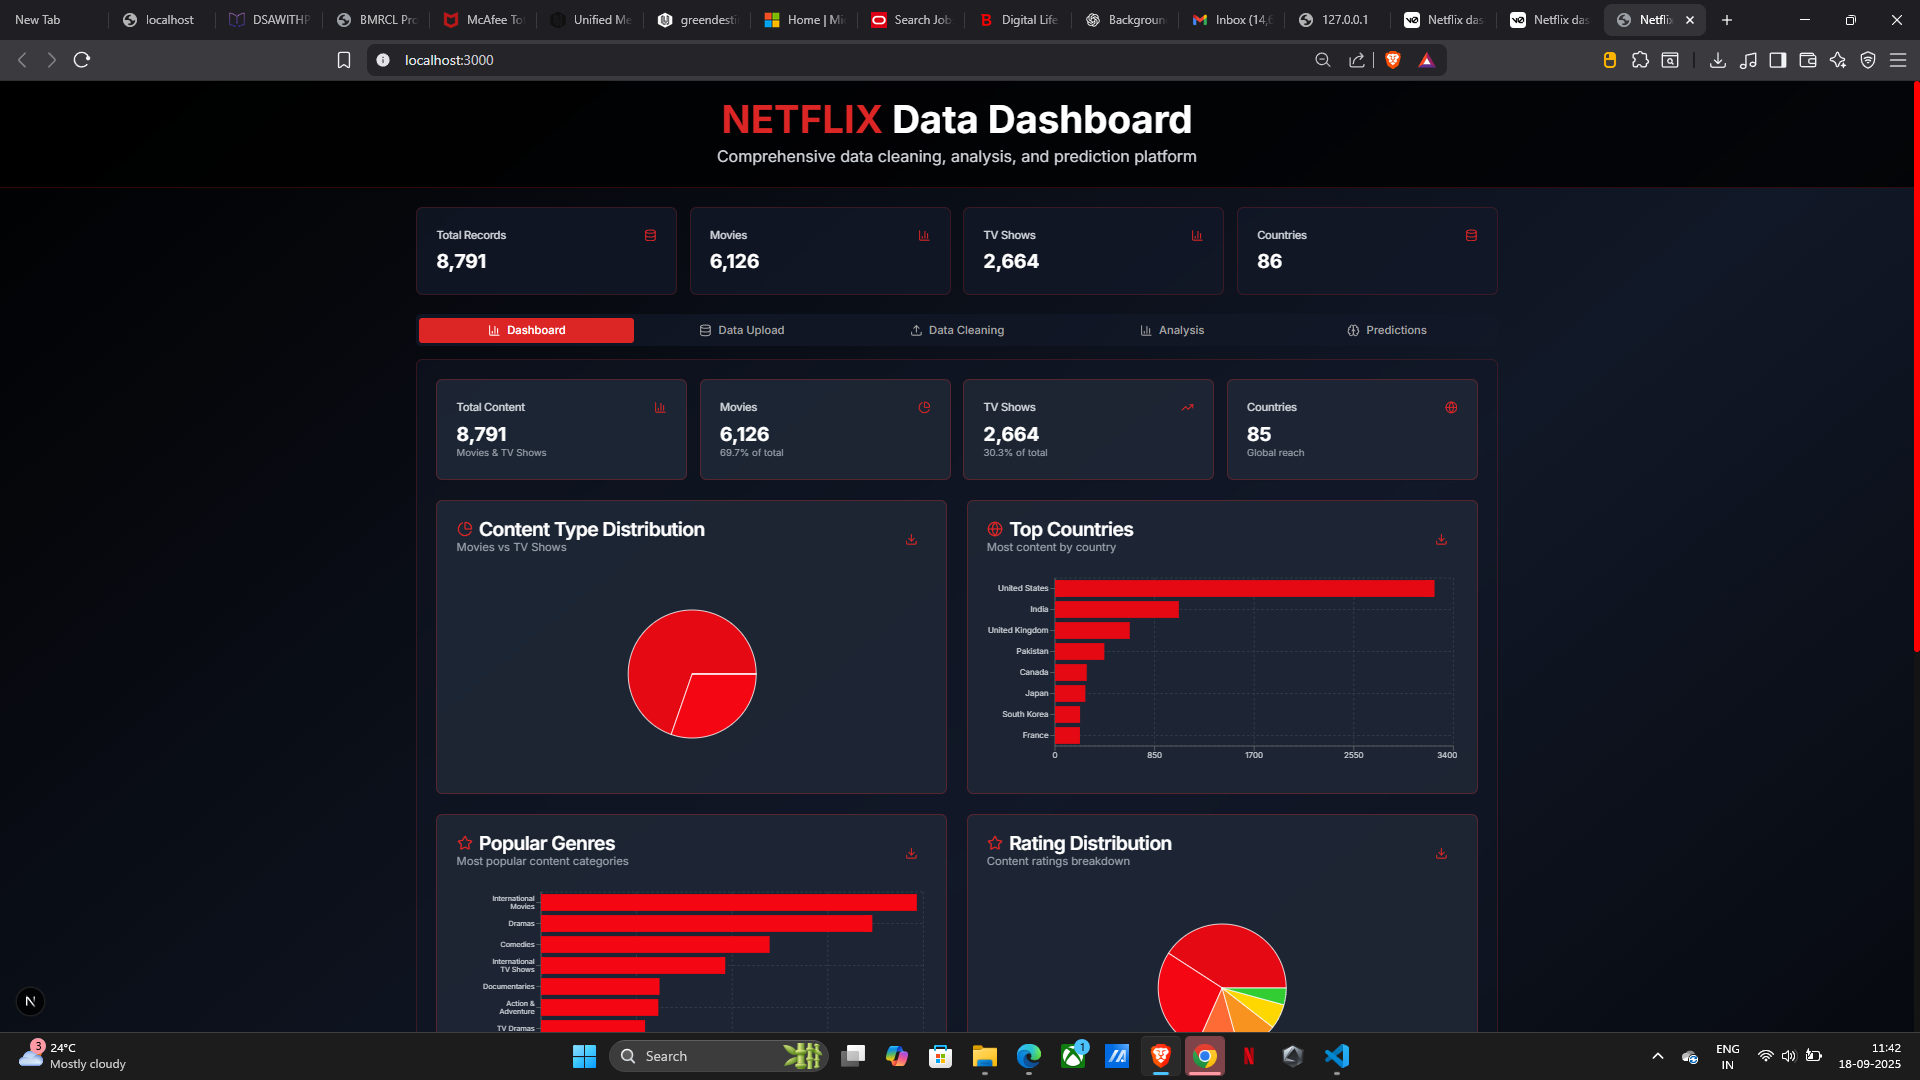 New Tab
localhost
DSAWITHP
BMRCL Pro
McAfee Tot
Unified Me
greendesti
Home | Mic
Search Job
Digital Life
Backgroun
Inbox (14,6
127.0.0.1
Netflix das
Netflix das
Netflix
localhost:3000
NETFLIX Data Dashboard
Comprehensive data cleaning, analysis, and prediction platform
Total Records
8,791
Movies
6,126
TV Shows
2,664
Countries
86
Dashboard
Data Upload
Data Cleaning
Analysis
Predictions
Total Content
8,791
Movies & TV Shows
Movies
6,126
69.7% of total
TV Shows
2,664
30.3% of total
Countries
85
Global reach
Content Type Distribution
Movies vs TV Shows
Top Countries
Most content by country
United States
India
United Kingdom
Pakistan
Canada
Japan
South Korea
France
0 850 1700 2550 3400
Popular Genres
Most popular content categories
International
Movies
Dramas
Comedies
International
TV Shows
Documentaries
Action &
Adventure
TV Dramas
Rating Distribution
Content ratings breakdown
N
3
24°C
Mostly cloudy
Search
1
ENG
IN
11:42
18-09-2025